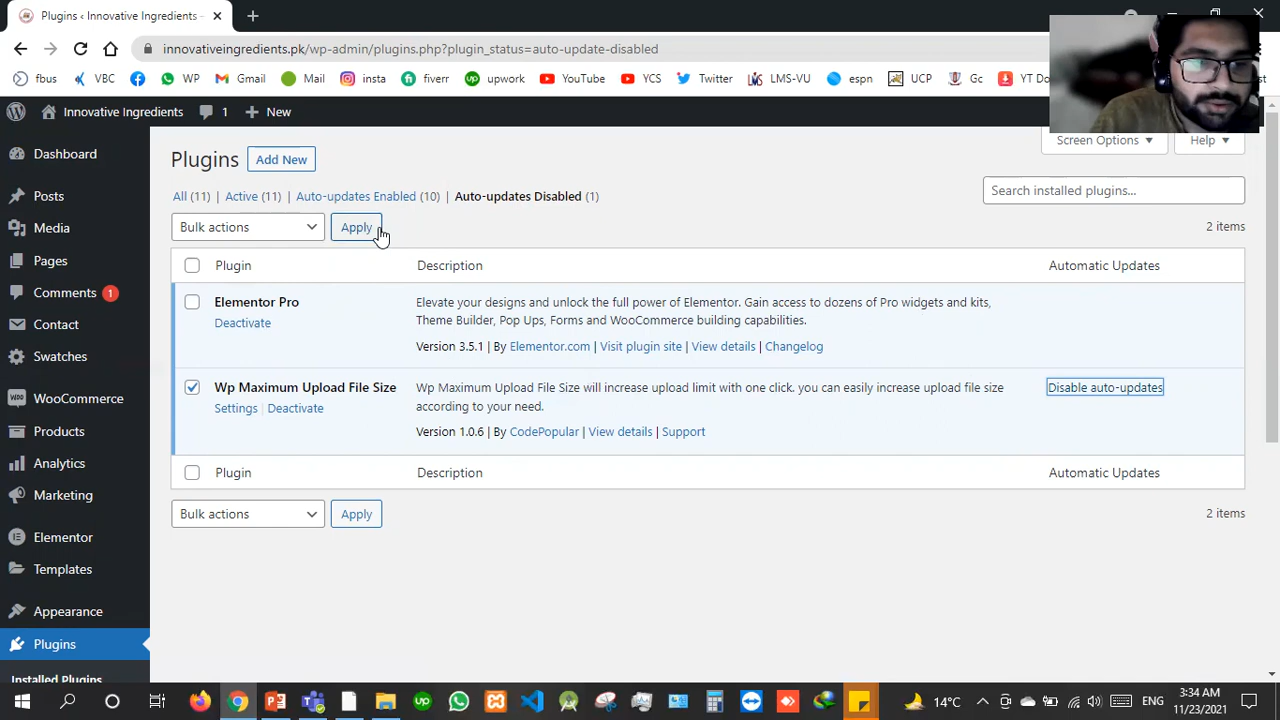 Plugins ‹ Innovative Ingredients –
innovativeingredients.pk/wp-admin/plugins.php?plugin_status=auto-update-disabled
fbus VBC WP Gmail Mail insta fiverr upwork YouTube YCS Twitter LMS-VU espn UCP Gc YT Do
Innovative Ingredients 1 New
Screen Options Help
Dashboard
Posts
Media
Pages
Comments 1
Contact
Swatches
WooCommerce
Products
Analytics
Marketing
Elementor
Templates
Appearance
Plugins
Installed Plugins
Plugins Add New
All (11) | Active (11) | Auto-updates Enabled (10) | Auto-updates Disabled (1)
Search installed plugins...
Bulk actions Apply
2 items
Plugin Description Automatic Updates
Elementor Pro
Deactivate
Elevate your designs and unlock the full power of Elementor. Gain access to dozens of Pro widgets and kits,
Theme Builder, Pop Ups, Forms and WooCommerce building capabilities.
Version 3.5.1 | By Elementor.com | Visit plugin site | View details | Changelog
Wp Maximum Upload File Size
Settings | Deactivate
Wp Maximum Upload File Size will increase upload limit with one click. you can easily increase upload file size
according to your need.
Version 1.0.6 | By CodePopular | View details | Support
Disable auto-updates
Plugin Description Automatic Updates
Bulk actions Apply
2 items
14°C ENG 3:34 AM
11/23/2021